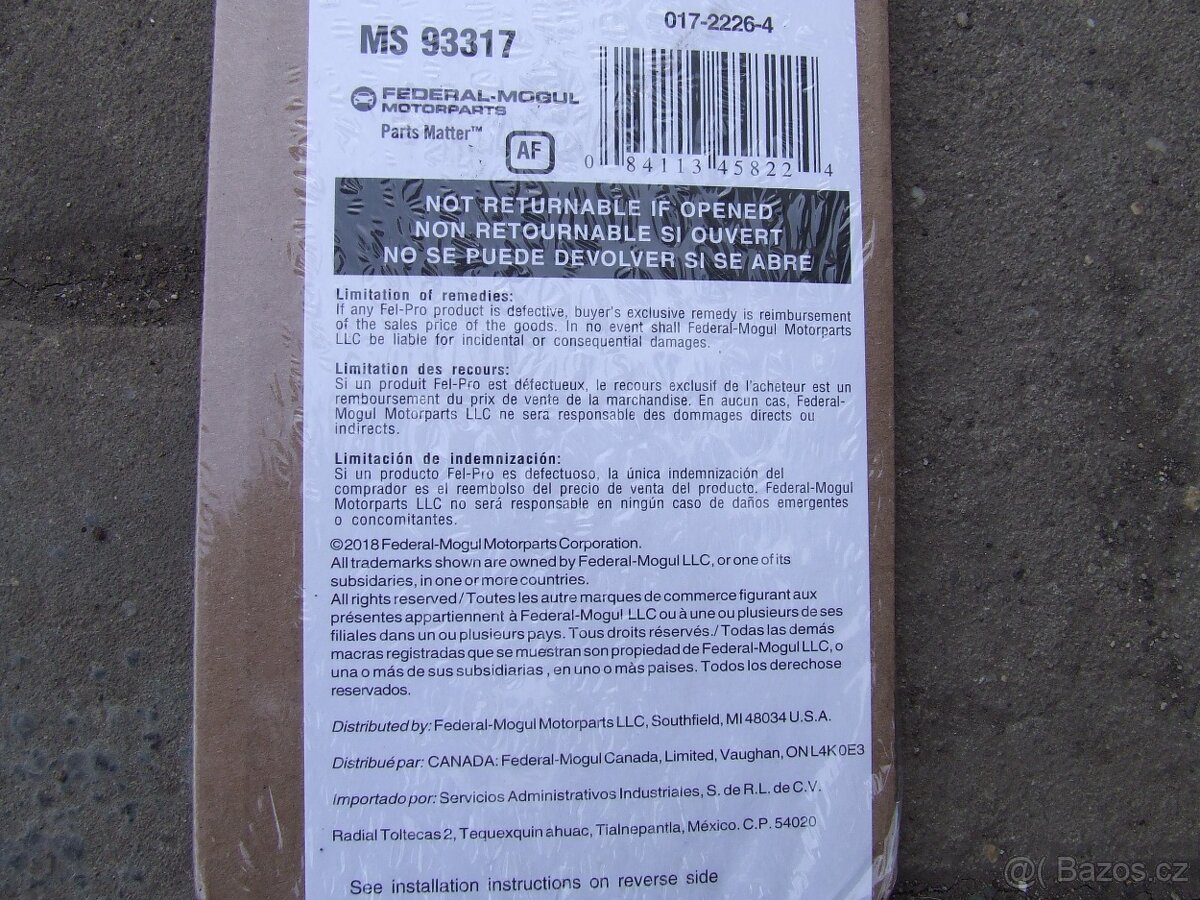 017-2226-4
MS 93317
FEDERAL-MOGUL
MOTORPARTS
Parts Matter™
AF
0 84113 45822 4
NOT RETURNABLE IF OPENED
NON RETOURNABLE SI OUVERT
NO SE PUEDE DEVOLVER SI SE ABRE
Limitation of remedies:
If any Fel-Pro product is defective, buyer's exclusive remedy is reimbursement
of the sales price of the goods. In no event shall Federal-Mogul Motorparts
LLC be liable for incidental or consequential damages.
Limitation des recours:
Si un produit Fel-Pro est défectueux, le recours exclusif de l'acheteur est un
remboursement du prix de vente de la marchandise. En aucun cas, Federal-
Mogul Motorparts LLC ne sera responsable des dommages directs ou
indirects.
Limitación de indemnización:
Si un producto Fel-Pro es defectuoso, la única indemnización del
comprador es el reembolso del precio de venta del producto. Federal-Mogul
Motorparts LLC no será responsable en ningún caso de daños emergentes
o concomitantes.
©2018 Federal-Mogul Motorparts Corporation.
All trademarks shown are owned by Federal-Mogul LLC, or one of its
subsidaries, in one or more countries.
All rights reserved / Toutes les autres marques de commerce figurant aux
présentes appartiennent à Federal-Mogul LLC ou à une ou plusieurs de ses
filiales dans un ou plusieurs pays. Tous droits réservés./ Todas las demás
macras registradas que se muestran son propiedad de Federal-Mogul LLC, o
una o más de sus subsidiarias , en uno o màs paises. Todos los derechose
reservados.
Distributed by: Federal-Mogul Motorparts LLC, Southfield, MI 48034 U.S.A.
Distribué par: CANADA: Federal-Mogul Canada, Limited, Vaughan, ON L4K 0E3
Importado por: Servicios Administrativos Industriales, S. de R.L. de C.V.
Radial Toltecas 2, Tequexquinahuac, Tlalnepantla, México. C.P. 54020
See installation instructions on reverse side
@( Bazos.cz